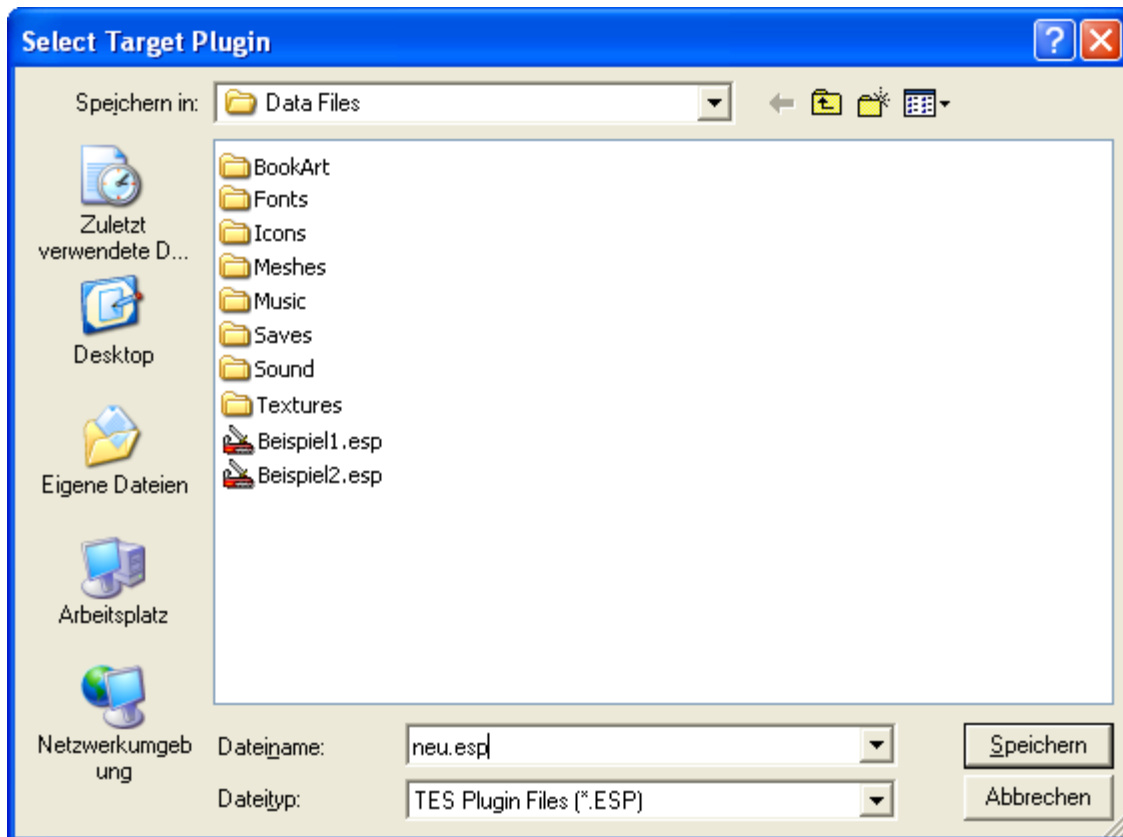 Select Target Plugin
Speichern in:
Data Files
Zuletzt
verwendete D...
Desktop
Eigene Dateien
Arbeitsplatz
Netzwerkumgeb
ung
BookArt
Fonts
Icons
Meshes
Music
Saves
Sound
Textures
Beispiel1.esp
Beispiel2.esp
Dateiname:
neu.esp
Speichern
Dateityp:
TES Plugin Files (*.ESP)
Abbrechen